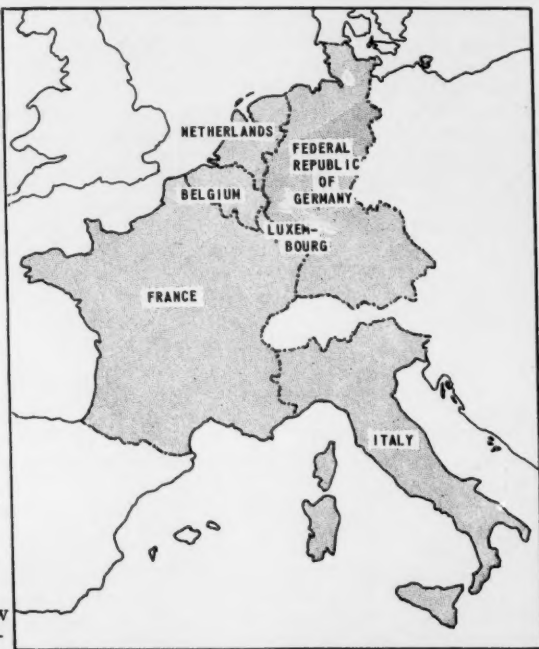 NETHERLANDS
FEDERAL
REPUBLIC
OF
GERMANY
BELGIUM
LUXEM-
BOURG
FRANCE
ITALY
W
-